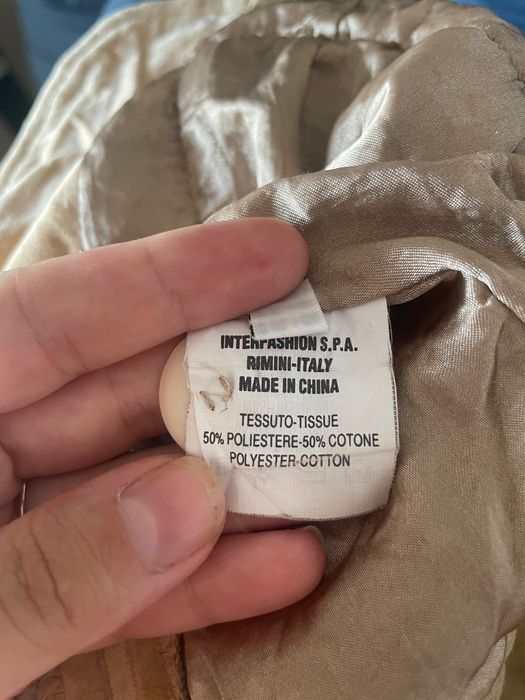 INTERFASHION S.P.A.
RIMINI-ITALY
MADE IN CHINA
TESSUTO-TISSUE
50% POLIESTERE-50% COTONE
POLYESTER-COTTON